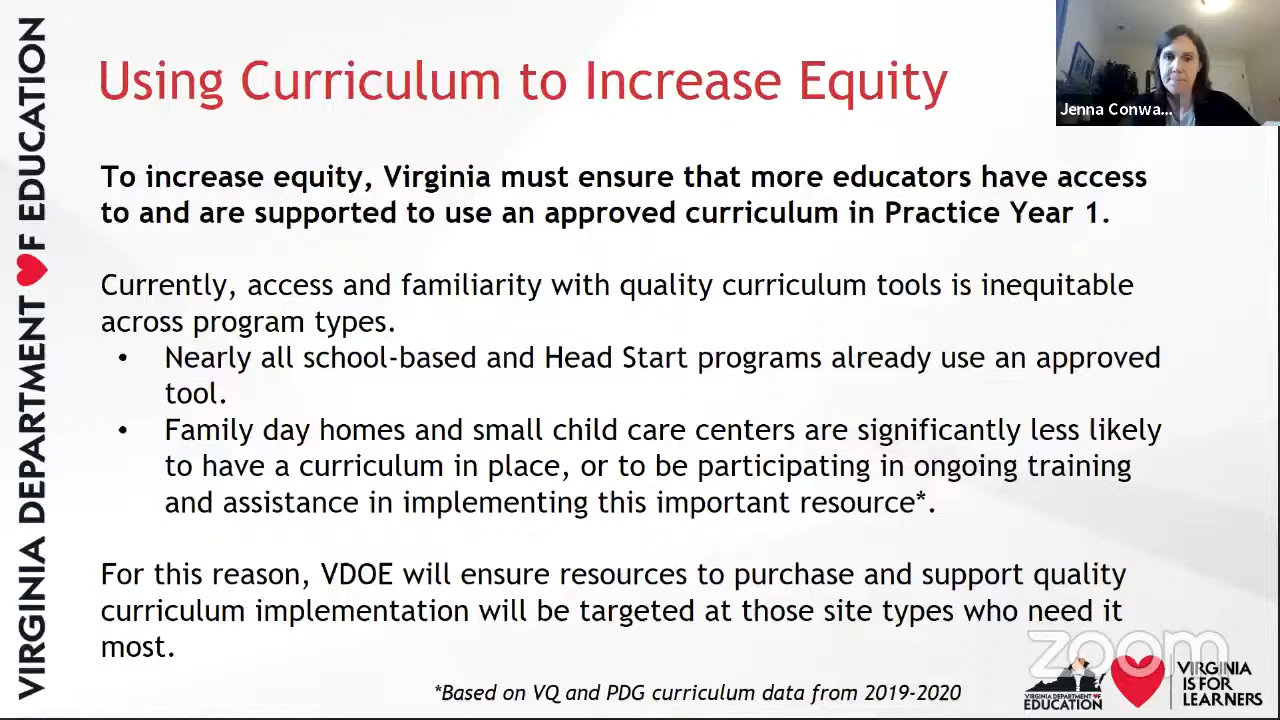 Using Curriculum to Increase Equity
Jenna Conwa...
To increase equity, Virginia must ensure that more educators have access
to and are supported to use an approved curriculum in Practice Year 1.
Currently, access and familiarity with quality curriculum tools is inequitable
across program types.
• Nearly all school-based and Head Start programs already use an approved
tool.
• Family day homes and small child care centers are significantly less likely
to have a curriculum in place, or to be participating in ongoing training
and assistance in implementing this important resource*.
For this reason, VDOE will ensure resources to purchase and support quality
curriculum implementation will be targeted at those site types who need it
most.
*Based on VQ and PDG curriculum data from 2019-2020
VIRGINIA DEPARTMENT OF EDUCATION
zoom
VIRGINIA DEPARTMENT OF
EDUCATION
VIRGINIA
IS FOR
LEARNERS